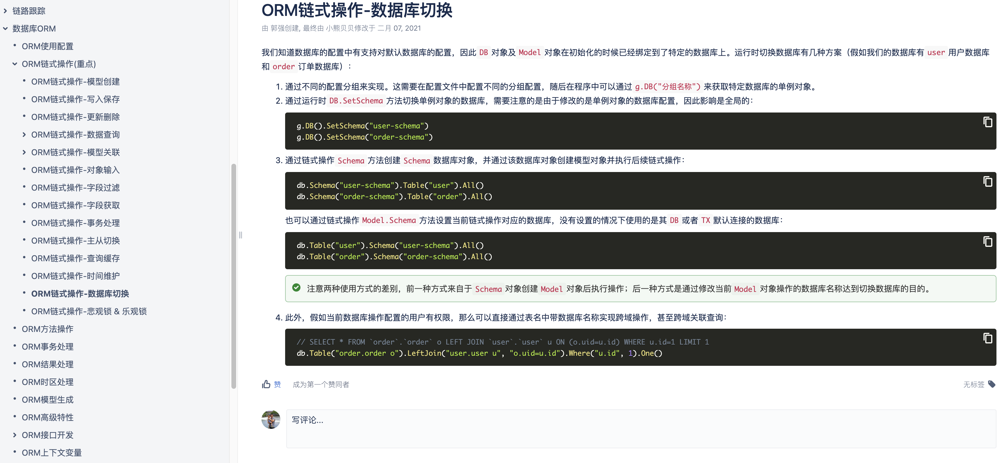 链路跟踪
数据库ORM
ORM使用配置
ORM链式操作(重点)
ORM链式操作-模型创建
ORM链式操作-写入保存
ORM链式操作-更新删除
ORM链式操作-数据查询
ORM链式操作-模型关联
ORM链式操作-对象输入
ORM链式操作-字段过滤
ORM链式操作-字段获取
ORM链式操作-事务处理
ORM链式操作-主从切换
ORM链式操作-查询缓存
ORM链式操作-时间维护
ORM链式操作-数据库切换
ORM链式操作-悲观锁 & 乐观锁
ORM方法操作
ORM事务处理
ORM结果处理
ORM时区处理
ORM模型生成
ORM高级特性
ORM接口开发
ORM上下文变量
ORM链式操作-数据库切换
由 郭强创建, 最终由 小熊贝贝修改于 二月 07, 2021
我们知道数据库的配置中有支持对默认数据库的配置，因此 DB 对象及 Model 对象在初始化的时候已经绑定到了特定的数据库上。运行时切换数据库有几种方案（假如我们的数据库有 user 用户数据库
和 order 订单数据库）：
1. 通过不同的配置分组来实现。这需要在配置文件中配置不同的分组配置，随后在程序中可以通过 g.DB("分组名称") 来获取特定数据库的单例对象。
2. 通过运行时 DB.SetSchema 方法切换单例对象的数据库，需要注意的是由于修改的是单例对象的数据库配置，因此影响是全局的：
g.DB().SetSchema("user-schema")
g.DB().SetSchema("order-schema")
3. 通过链式操作 Schema 方法创建 Schema 数据库对象，并通过该数据库对象创建模型对象并执行后续链式操作：
db.Schema("user-schema").Table("user").All()
db.Schema("order-schema").Table("order").All()
也可以通过链式操作 Model.Schema 方法设置当前链式操作对应的数据库，没有设置的情况下使用的是其 DB 或者 TX 默认连接的数据库：
db.Table("user").Schema("user-schema").All()
db.Table("order").Schema("order-schema").All()
注意两种使用方式的差别，前一种方式来自于 Schema 对象创建 Model 对象后执行操作；后一种方式是通过修改当前 Model 对象操作的数据库名称达到切换数据库的目的。
4. 此外，假如当前数据库操作配置的用户有权限，那么可以直接通过表名中带数据库名称实现跨域操作，甚至跨域关联查询：
// SELECT * FROM `order`.`order` o LEFT JOIN `user`.`user` u ON (o.uid=u.id) WHERE u.id=1 LIMIT 1
db.Table("order.order o").LeftJoin("user.user u", "o.uid=u.id").Where("u.id", 1).One()
赞 成为第一个赞同者
无标签
写评论...